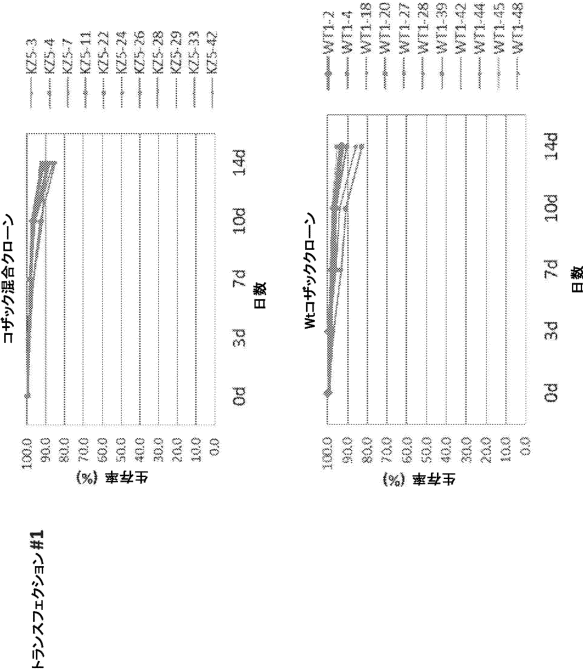 トランスフェクション #1
コザック混合クローン
生存率 (%)
100.0
90.0
80.0
70.0
60.0
50.0
40.0
30.0
20.0
10.0
0.0
0d
3d
7d
10d
14d
日数
KZ5-3
KZ5-4
KZ5-7
KZ5-11
KZ5-22
KZ5-24
KZ5-26
KZ5-28
KZ5-29
KZ5-33
KZ5-42
Wtコザッククローン
生存率 (%)
100.0
90.0
80.0
70.0
60.0
50.0
40.0
30.0
20.0
10.0
0.0
0d
3d
7d
10d
14d
日数
WT1-2
WT1-4
WT1-18
WT1-20
WT1-27
WT1-28
WT1-39
WT1-42
WT1-44
WT1-45
WT1-48